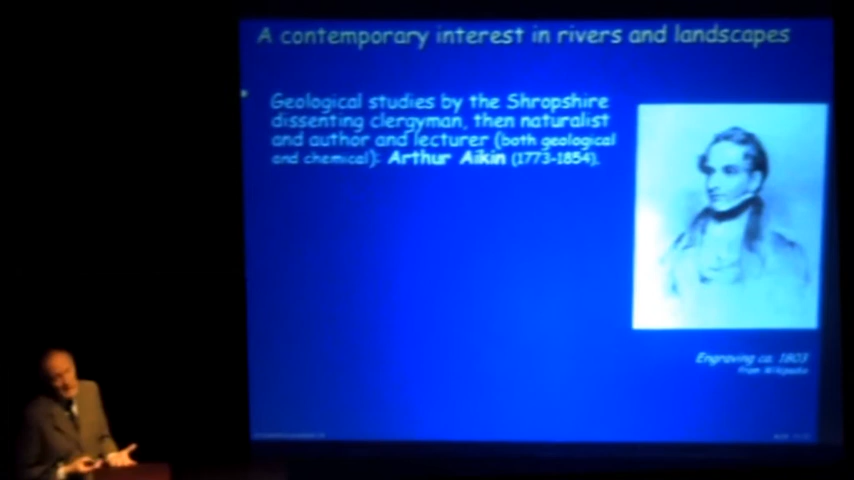 A contemporary interest in rivers and landscapes
Geological studies by the Shropshire
dissenting clergyman, then naturalist
and author and lecturer (both geological
and chemical): Arthur Aikin (1773-1854).
Engraving ca. 1803
from Wikipedia